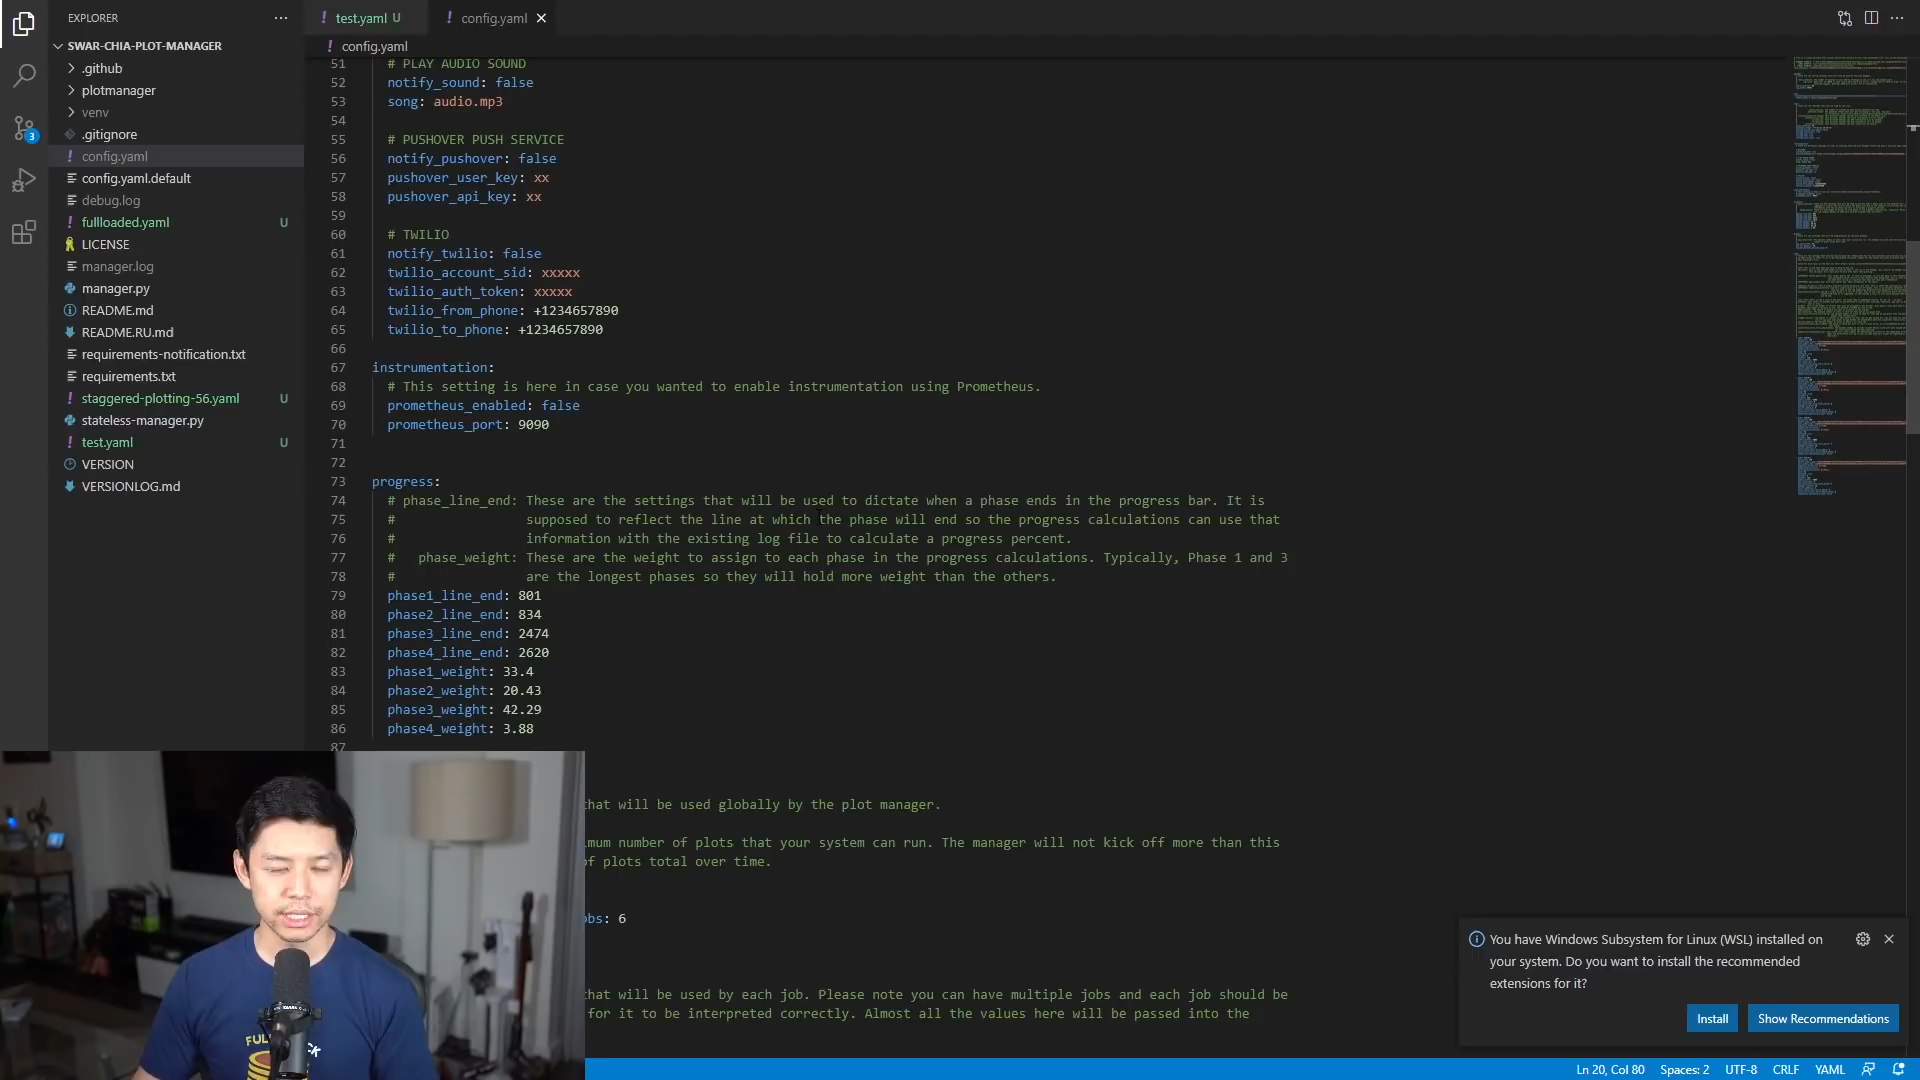 EXPLORER
SWAR-CHIA-PLOT-MANAGER
.github
plotmanager
venv
.gitignore
config.yaml
config.yaml.default
debug.log
fullloaded.yaml U
LICENSE
manager.log
manager.py
README.md
README.RU.md
requirements-notification.txt
requirements.txt
staggered-plotting-56.yaml U
stateless-manager.py
test.yaml U
VERSION
VERSIONLOG.md
3
test.yaml U
config.yaml
config.yaml
51 # PLAY AUDIO SOUND
52 notify_sound: false
53 song: audio.mp3
54
55 # PUSHOVER PUSH SERVICE
56 notify_pushover: false
57 pushover_user_key: xx
58 pushover_api_key: xx
59
60 # TWILIO
61 notify_twilio: false
62 twilio_account_sid: xxxxx
63 twilio_auth_token: xxxxx
64 twilio_from_phone: +1234657890
65 twilio_to_phone: +1234657890
66
67 instrumentation:
68 # This setting is here in case you wanted to enable instrumentation using Prometheus.
69 prometheus_enabled: false
70 prometheus_port: 9090
71
72
73 progress:
74 # phase_line_end: These are the settings that will be used to dictate when a phase ends in the progress bar. It is
75 # supposed to reflect the line at which the phase will end so the progress calculations can use that
76 # information with the existing log file to calculate a progress percent.
77 # phase_weight: These are the weight to assign to each phase in the progress calculations. Typically, Phase 1 and 3
78 # are the longest phases so they will hold more weight than the others.
79 phase1_line_end: 801
80 phase2_line_end: 834
81 phase3_line_end: 2474
82 phase4_line_end: 2620
83 phase1_weight: 33.4
84 phase2_weight: 20.43
85 phase3_weight: 42.29
86 phase4_weight: 3.88
87
that will be used globally by the plot manager.
number of plots that your system can run. The manager will not kick off more than this
of plots total over time.
obs: 6
that will be used by each job. Please note you can have multiple jobs and each job should be
for it to be interpreted correctly. Almost all the values here will be passed into the
You have Windows Subsystem for Linux (WSL) installed on
your system. Do you want to install the recommended
extensions for it?
Install
Show Recommendations
Ln 20, Col 80
Spaces: 2
UTF-8
CRLF
YAML